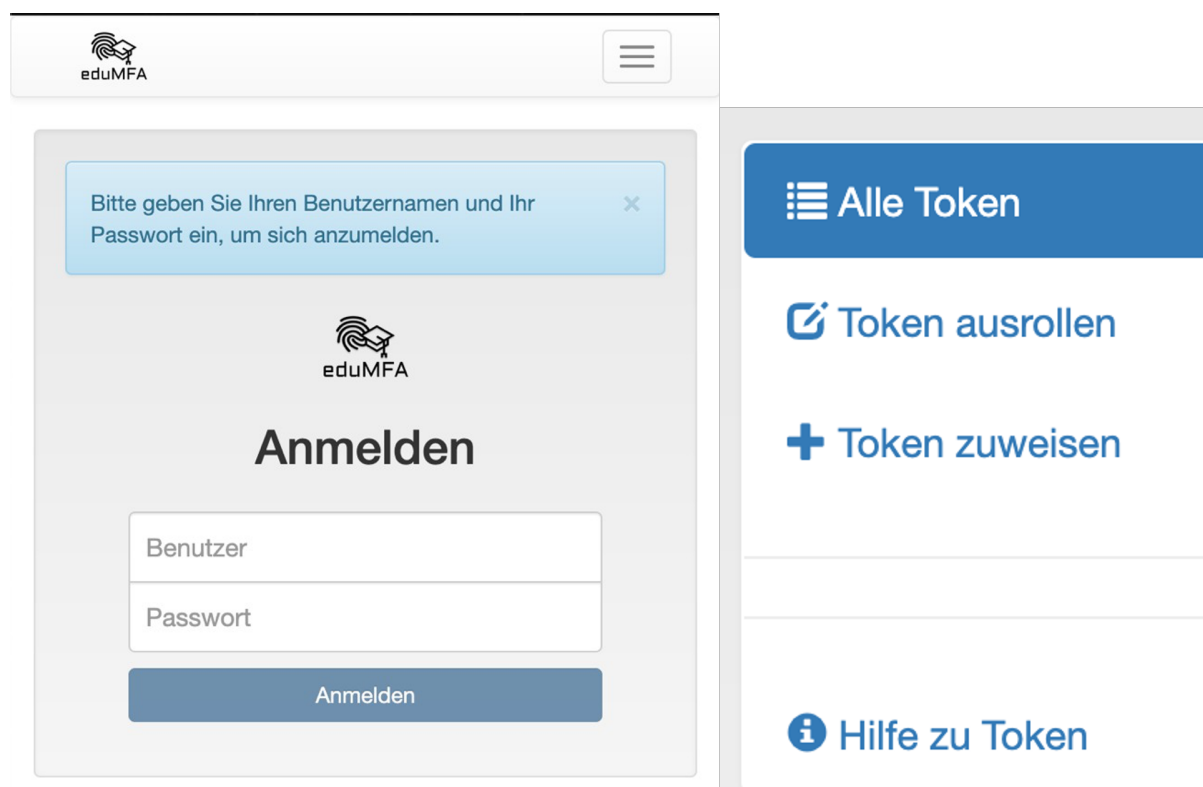 eduMFA
Bitte geben Sie Ihren Benutzernamen und Ihr
Passwort ein, um sich anzumelden.
×
eduMFA
Anmelden
Benutzer
Passwort
Anmelden
Alle Token
Token ausrollen
Token zuweisen
Hilfe zu Token